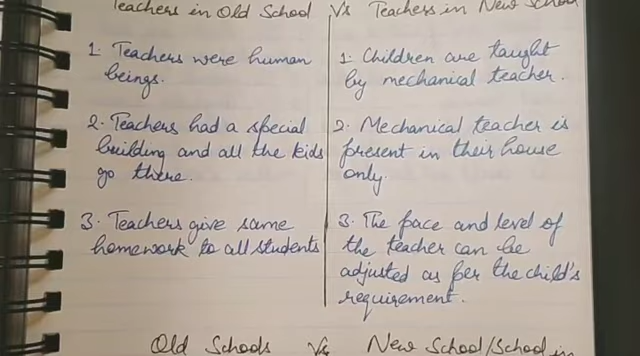 Teachers in Old School Vs Teachers in New School
1. Teachers were human
beings.
2. Teachers had a special
building and all the kids
go there.
3. Teachers give same
homework to all students
1. Children are taught
by mechanical teacher.
2. Mechanical teacher is
present in their house
only.
3. The pace and level of
the teacher can be
adjusted as per the child's
requirement.
Old Schools Vs New School/School in